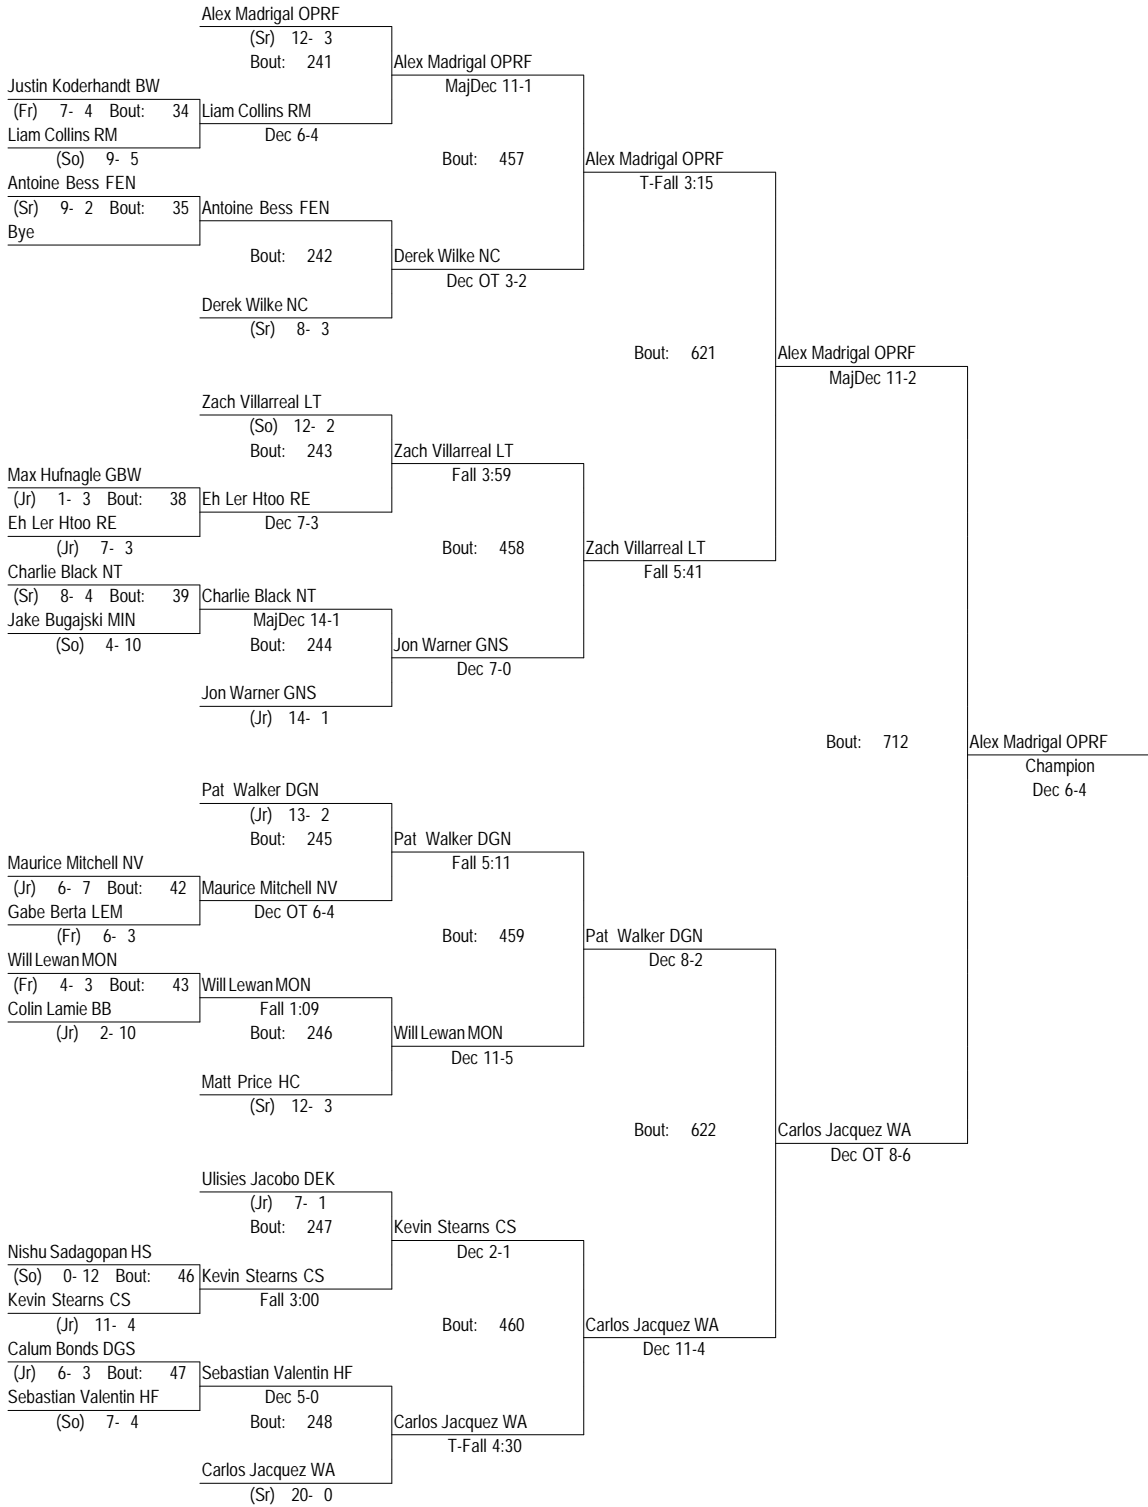 Alex Madrigal OPRF
(Sr) 12- 3
Bout: 241
Alex Madrigal OPRF
MajDec 11-1
Justin Koderhandt BW
(Fr) 7- 4 Bout: 34
Liam Collins RM
Liam Collins RM
Dec 6-4
(So) 9- 5
Bout: 457
Alex Madrigal OPRF
T-Fall 3:15
Antoine Bess FEN
(Sr) 9- 2 Bout: 35
Antoine Bess FEN
Bye
Bout: 242
Derek Wilke NC
Dec OT 3-2
Derek Wilke NC
(Sr) 8- 3
Bout: 621
Alex Madrigal OPRF
MajDec 11-2
Zach Villarreal LT
(So) 12- 2
Bout: 243
Zach Villarreal LT
Fall 3:59
Max Hufnagle GBW
(Jr) 1- 3 Bout: 38
Eh Ler Htoo RE
Eh Ler Htoo RE
Dec 7-3
(Jr) 7- 3
Bout: 458
Zach Villarreal LT
Fall 5:41
Charlie Black NT
(Sr) 8- 4 Bout: 39
Charlie Black NT
Jake Bugajski MIN
MajDec 14-1
(So) 4- 10
Bout: 244
Jon Warner GNS
Dec 7-0
Jon Warner GNS
(Jr) 14- 1
Bout: 712
Alex Madrigal OPRF
Champion
Dec 6-4
Pat Walker DGN
(Jr) 13- 2
Bout: 245
Pat Walker DGN
Fall 5:11
Maurice Mitchell NV
(Jr) 6- 7 Bout: 42
Maurice Mitchell NV
Gabe Berta LEM
Dec OT 6-4
(Fr) 6- 3
Bout: 459
Pat Walker DGN
Dec 8-2
Will Lewan MON
(Fr) 4- 3 Bout: 43
Will Lewan MON
Colin Lamie BB
Fall 1:09
(Jr) 2- 10
Bout: 246
Will Lewan MON
Dec 11-5
Matt Price HC
(Sr) 12- 3
Bout: 622
Carlos Jacquez WA
Dec OT 8-6
Ulisies Jacobo DEK
(Jr) 7- 1
Bout: 247
Kevin Stearns CS
Dec 2-1
Nishu Sadagopan HS
(So) 0- 12 Bout: 46
Kevin Stearns CS
Kevin Stearns CS
Fall 3:00
(Jr) 11- 4
Bout: 460
Carlos Jacquez WA
Dec 11-4
Calum Bonds DGS
(Jr) 6- 3 Bout: 47
Sebastian Valentin HF
Sebastian Valentin HF
Dec 5-0
(So) 7- 4
Bout: 248
Carlos Jacquez WA
T-Fall 4:30
Carlos Jacquez WA
(Sr) 20- 0